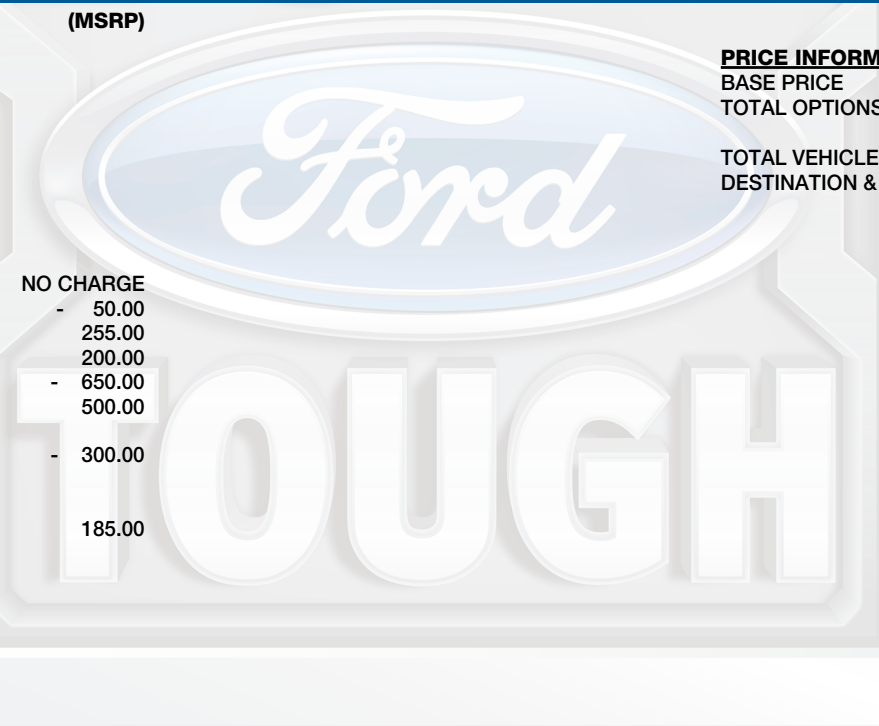 (MSRP)
PRICE INFORM
BASE PRICE
TOTAL OPTIONS
TOTAL VEHICLE
DESTINATION &
Ford
NO CHARGE
- 50.00
255.00
200.00
- 650.00
500.00
- 300.00
185.00
TOUGH